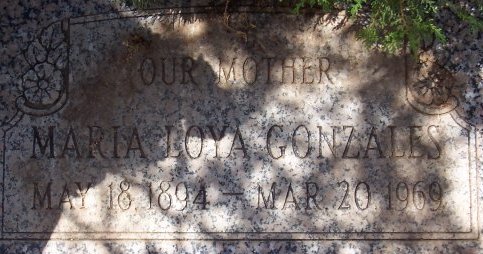 OUR MOTHER
MARIA LOYA GONZALES
MAY 18, 1894 — MAR. 20 1969